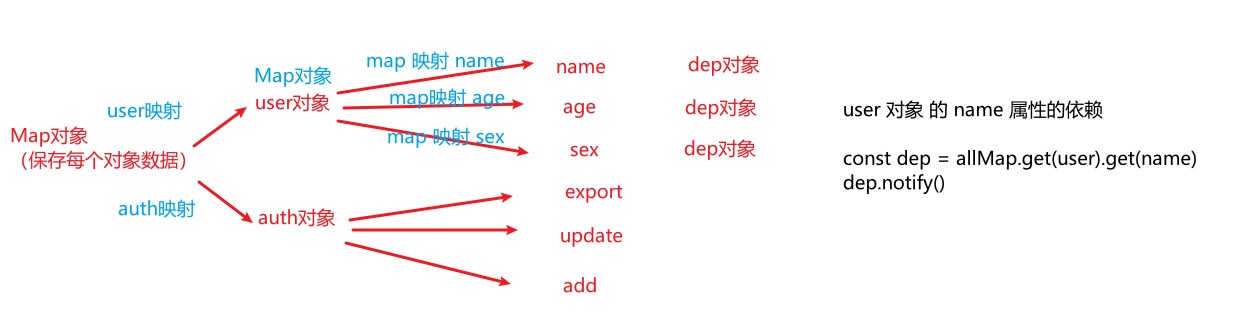 map 映射 name
name
dep对象
Map对象
user对象
map映射 age
age
dep对象
user映射
user 对象 的 name 属性的依赖
Map对象
（保存每个对象数据）
map 映射 sex
sex
dep对象
const dep = allMap.get(user).get(name)
dep.notify()
auth映射
auth对象
export
update
add